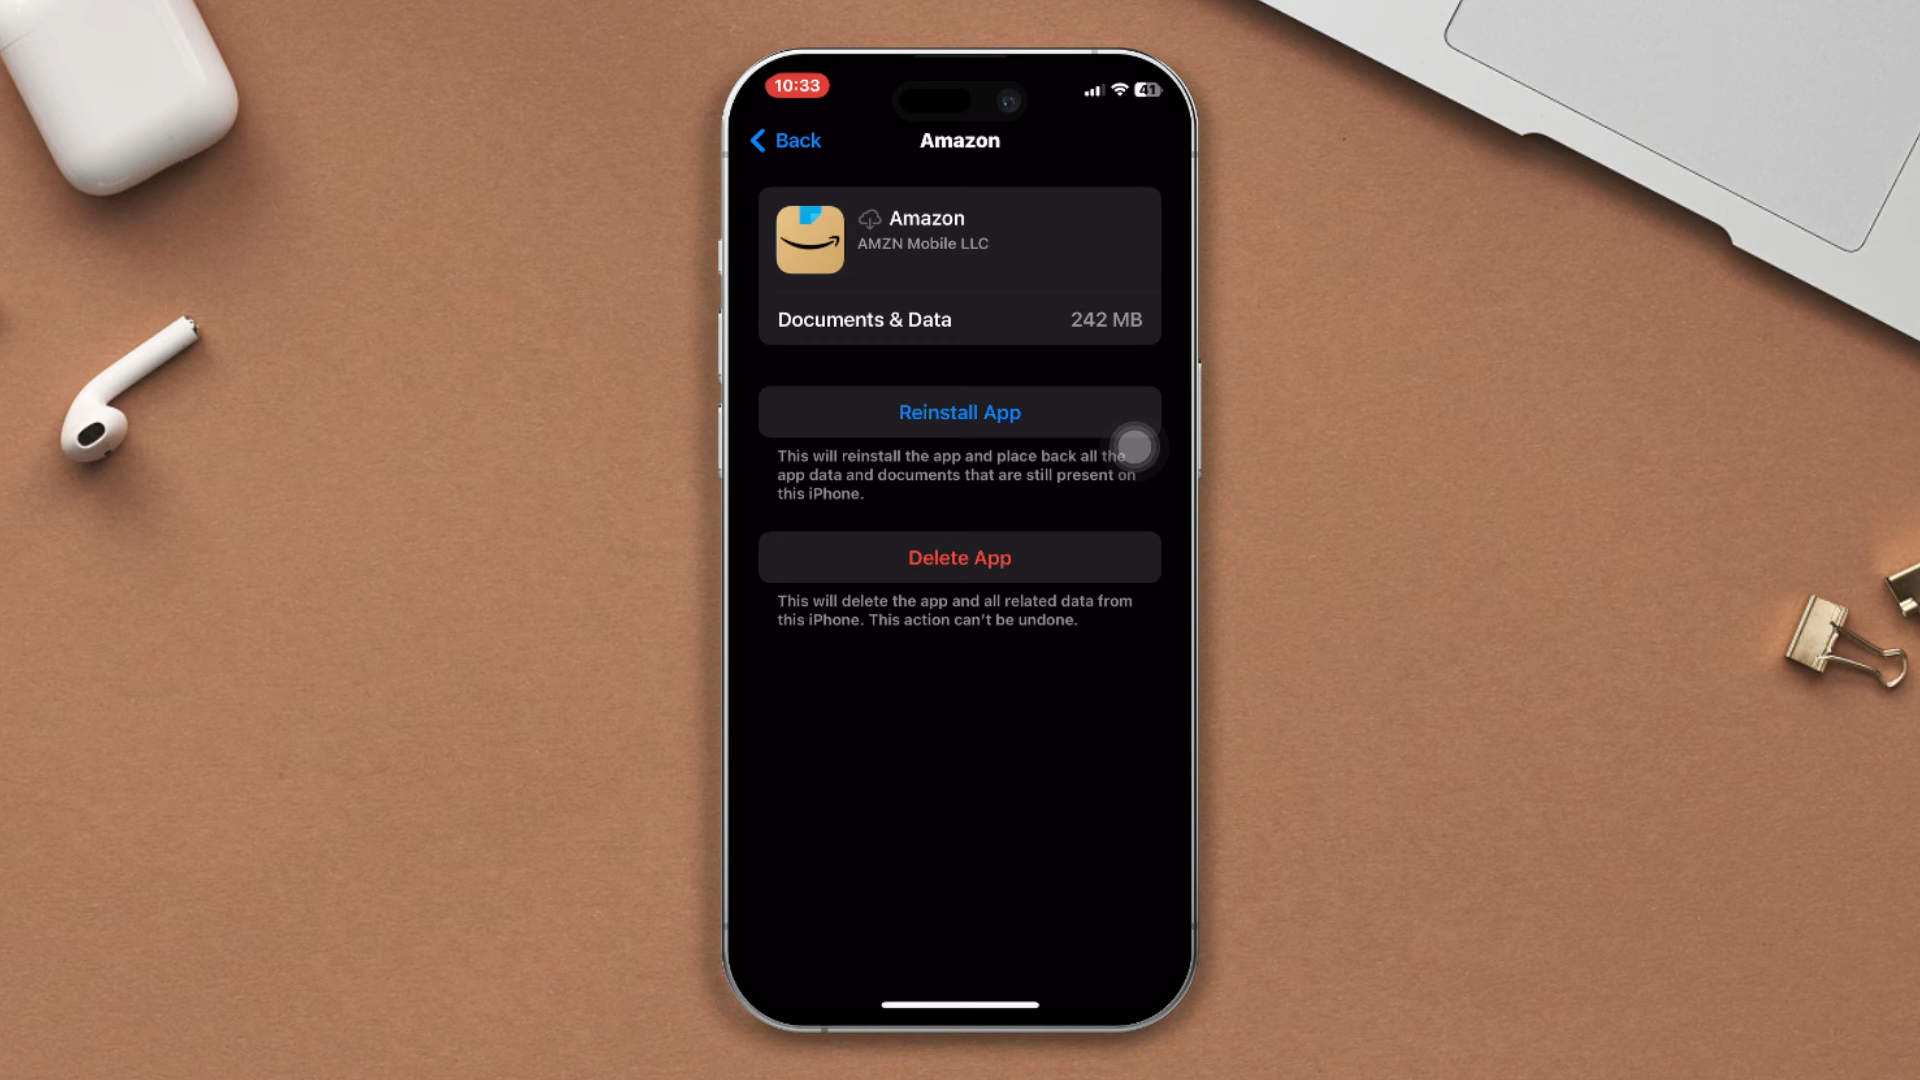 10:33
41
Back
Amazon
Amazon
AMZN Mobile LLC
Documents & Data
242 MB
Reinstall App
This will reinstall the app and place back all the
app data and documents that are still present on
this iPhone.
Delete App
This will delete the app and all related data from
this iPhone. This action can't be undone.